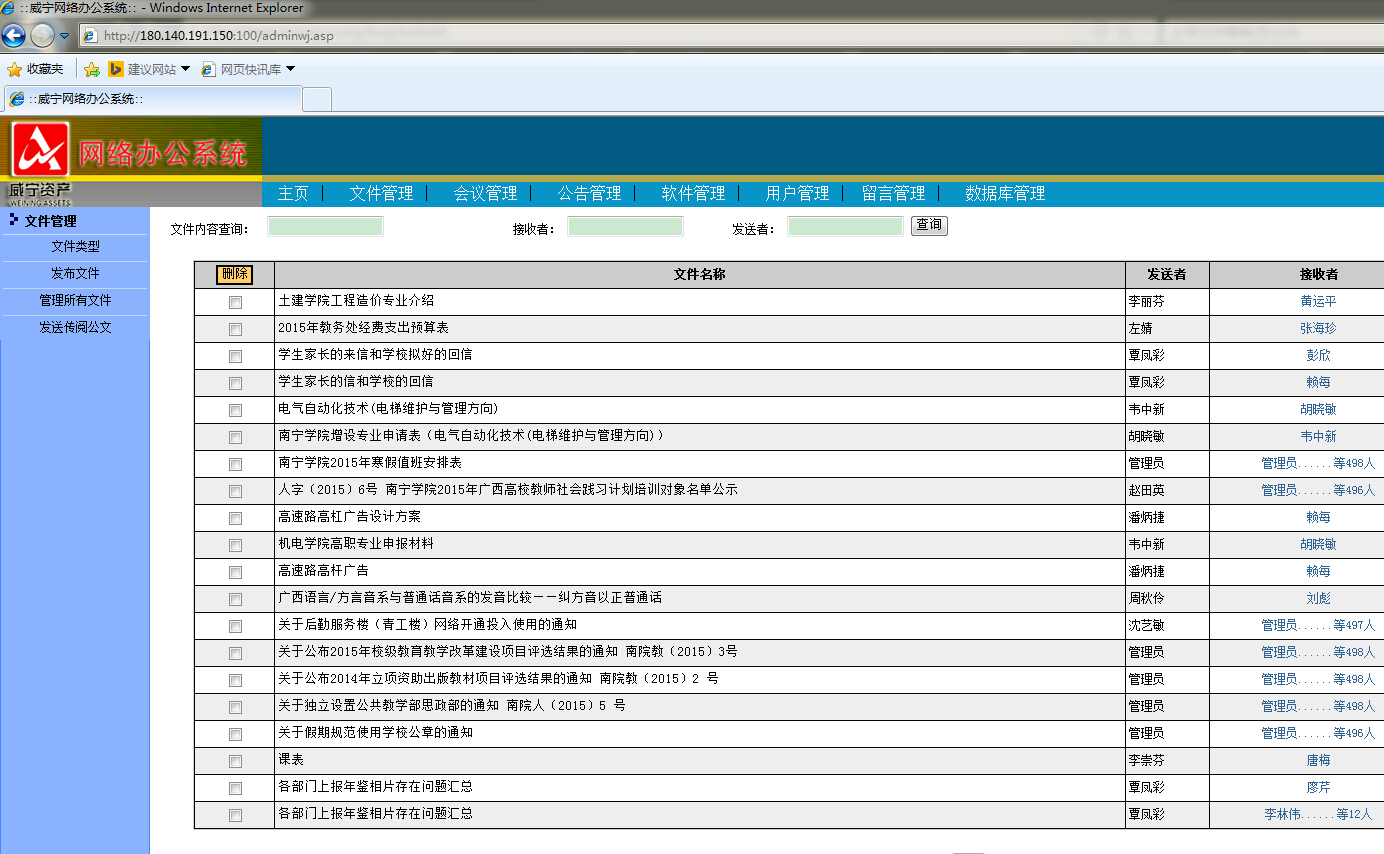 ::威宁网络办公系统:: - Windows Internet Explorer
http://180.140.191.150:100/adminwj.asp
收藏夹 建议网站 网页快讯库
::威宁网络办公系统::
网络办公系统
威宁资产
WEINING ASSETS
主页 文件管理 会议管理 公告管理 软件管理 用户管理 留言管理 数据库管理
文件管理
文件类型
发布文件
管理所有文件
发送传阅公文
文件内容查询： 接收者： 发送者： 查询
删除 文件名称 发送者 接收者
土建学院工程造价专业介绍 李丽芬 黄运平
2015年教务处经费支出预算表 左婧 张海珍
学生家长的来信和学校拟好的回信 覃凤彩 彭欣
学生家长的信和学校的回信 覃凤彩 赖每
电气自动化技术(电梯维护与管理方向) 韦中新 胡晓敏
南宁学院增设专业申请表（电气自动化技术(电梯维护与管理方向)） 胡晓敏 韦中新
南宁学院2015年寒假值班安排表 管理员 管理员......等498人
人字（2015）6号 南宁学院2015年广西高校教师社会践习计划培训对象名单公示 赵田英 管理员......等496人
高速路高杠广告设计方案 潘炳捷 赖每
机电学院高职专业申报材料 韦中新 胡晓敏
高速路高杆广告 潘炳捷 赖每
广西语言/方言音系与普通话音系的发音比较－－纠方音以正普通话 周秋伶 刘彪
关于后勤服务楼（青工楼）网络开通投入使用的通知 沈艺敏 管理员......等497人
关于公布2015年校级教育教学改革建设项目评选结果的通知 南院教（2015）3号 管理员 管理员......等498人
关于公布2014年立项资助出版教材项目评选结果的通知 南院教（2015）2 号 管理员 管理员......等498人
关于独立设置公共教学部思政部的通知 南院人（2015）5 号 管理员 管理员......等498人
关于假期规范使用学校公章的通知 管理员 管理员......等496人
课表 李崇芬 唐梅
各部门上报年鉴相片存在问题汇总 覃凤彩 廖芹
各部门上报年鉴相片存在问题汇总 覃凤彩 李林伟......等12人